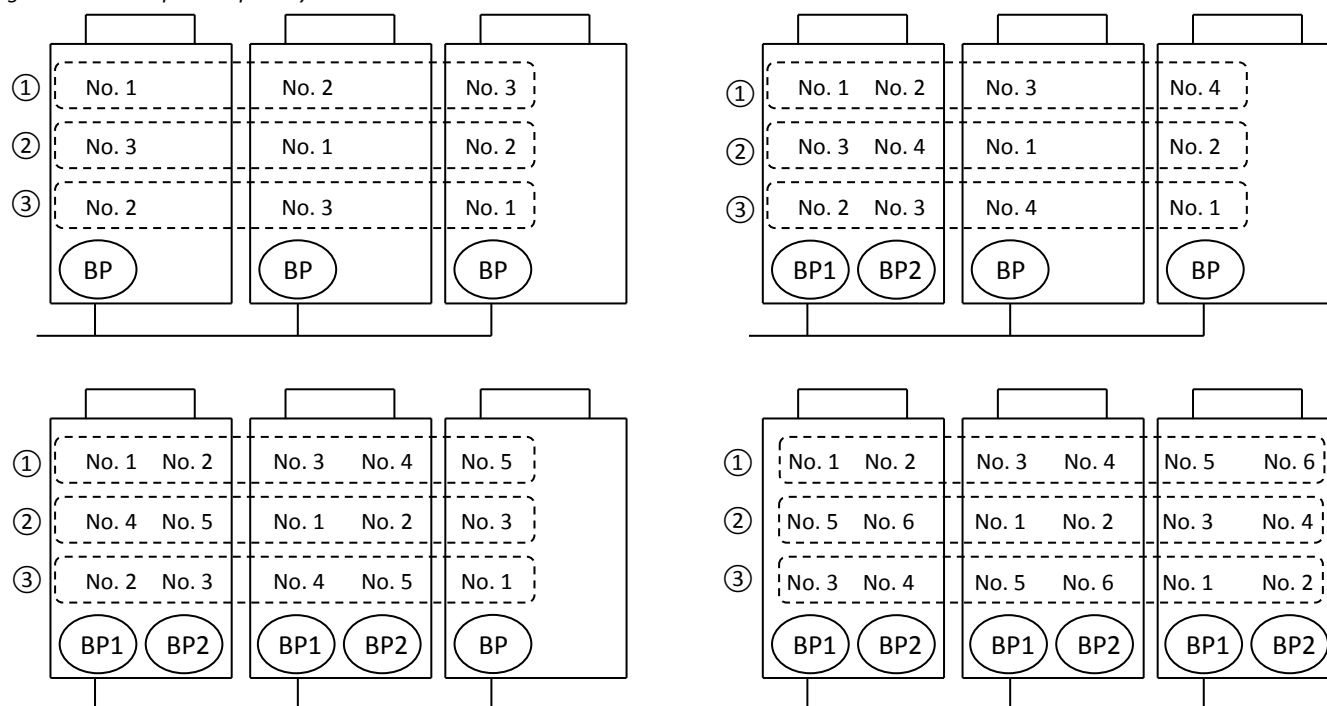 ① No. 1 No. 2 No. 3
② No. 3 No. 1 No. 2
③ No. 2 No. 3 No. 1
BP BP BP
① No. 1 No. 2 No. 3 No. 4
② No. 3 No. 4 No. 1 No. 2
③ No. 2 No. 3 No. 4 No. 1
BP1 BP2 BP BP
① No. 1 No. 2 No. 3 No. 4 No. 5
② No. 4 No. 5 No. 1 No. 2 No. 3
③ No. 2 No. 3 No. 4 No. 5 No. 1
BP1 BP2 BP1 BP2 BP
① No. 1 No. 2 No. 3 No. 4 No. 5 No. 6
② No. 5 No. 6 No. 1 No. 2 No. 3 No. 4
③ No. 3 No. 4 No. 5 No. 6 No. 1 No. 2
BP1 BP2 BP1 BP2 BP1 BP2